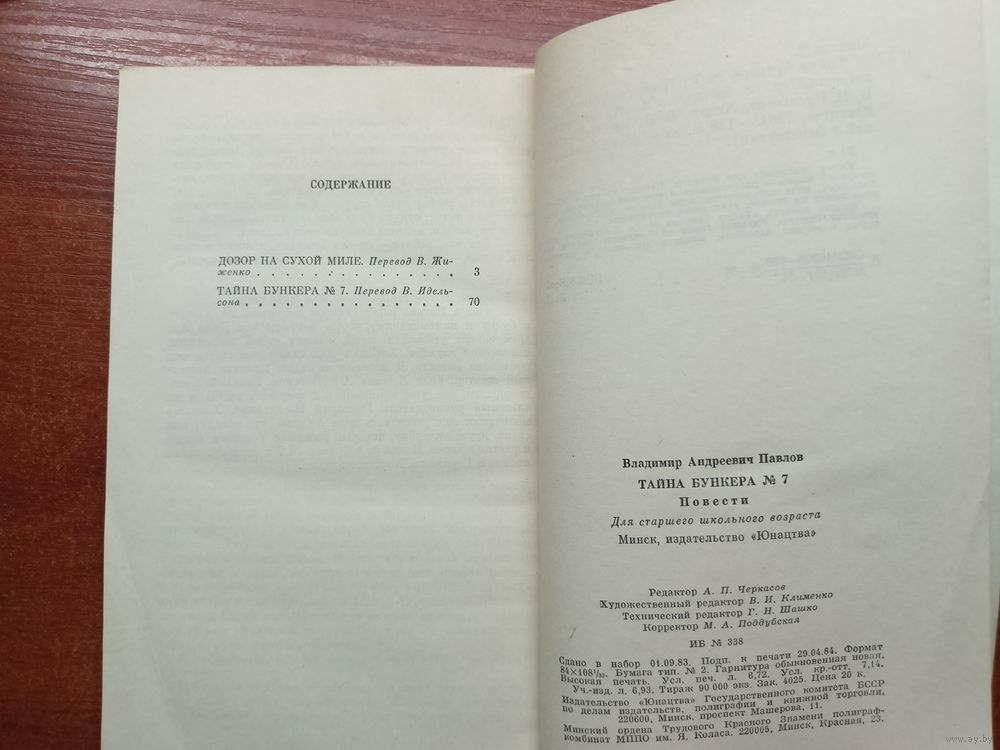 СОДЕРЖАНИЕ
ДОЗОР НА СУХОЙ МИЛЕ. Перевод В. Жи-
женко . . . . . . . . . . . . . . . 3
ТАЙНА БУНКЕРА № 7. Перевод В. Идель-
сона . . . . . . . . . . . . . . . . 70
Владимир Андреевич Павлов
ТАЙНА БУНКЕРА № 7
Повести
Для старшего школьного возраста
Минск, издательство «Юнацтва»
Редактор А. П. Черкасов
Художественный редактор В. И. Клименко
Технический редактор Г. Н. Шашко
Корректор М. А. Поддубская
ИБ № 338
Сдано в набор 01.09.83. Подп. к печати 29.04.84. Формат
84×108¹/₃₂. Бумага тип. № 2. Гарнитура обыкновенная новая.
Высокая печать. Усл. печ. л. 6,72. Усл. кр.-отт. 7,14.
Уч.-изд. л. 6,93. Тираж 90 000 экз. Зак. 4025. Цена 20 к.
Издательство «Юнацтва» Государственного комитета БССР
по делам издательств, полиграфии и книжной торговли.
220600, Минск, проспект Машерова, 11.
Минский ордена Трудового Красного Знамени полиграф-
комбинат МППО им. Я. Коласа. 220005, Минск, Красная, 23.
www.ay.by